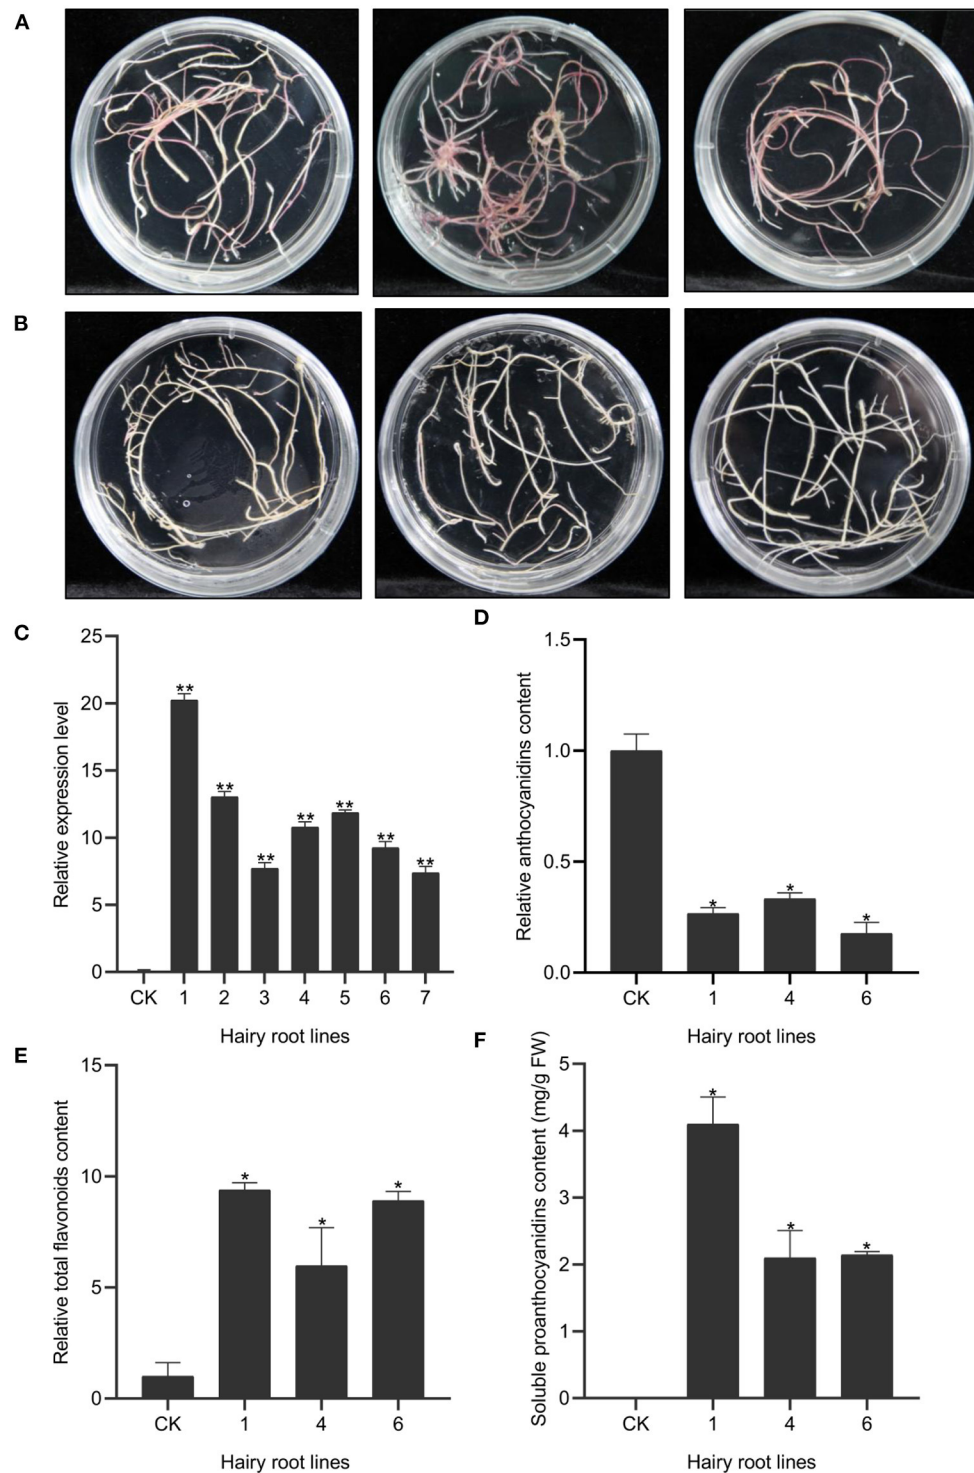 A
B
C
25
20
15
10
5
0
Relative expression level
**
**
**
**
**
**
**
CK 1 2 3 4 5 6 7
Hairy root lines
D
1.5
1.0
0.5
0.0
Relative anthocyanidins content
*
*
*
CK 1 4 6
Hairy root lines
E
15
10
5
0
Relative total flavonoids content
*
*
*
CK 1 4 6
Hairy root lines
F
5
4
3
2
1
0
Soluble proanthocyanidins content (mg/g FW)
*
*
*
CK 1 4 6
Hairy root lines